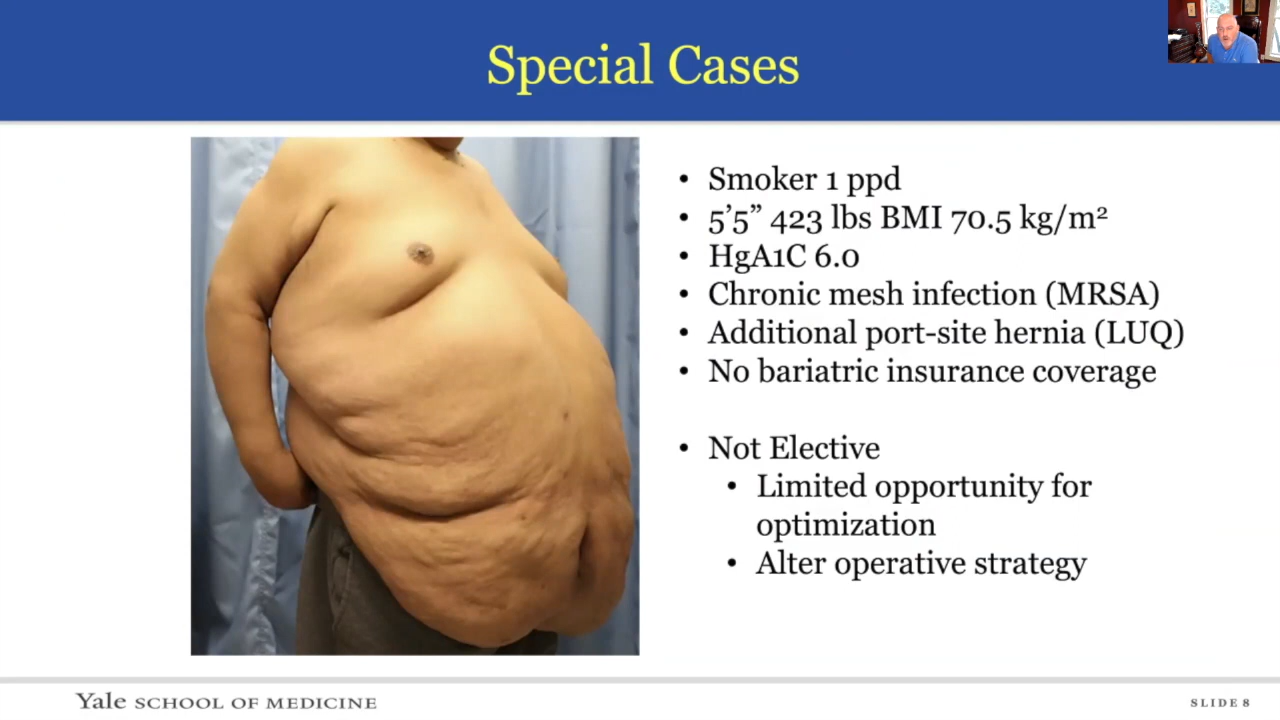 Special Cases
• Smoker 1 ppd
• 5’5” 423 lbs BMI 70.5 kg/m²
• HgA1C 6.0
• Chronic mesh infection (MRSA)
• Additional port-site hernia (LUQ)
• No bariatric insurance coverage
• Not Elective
• Limited opportunity for
optimization
• Alter operative strategy
Yale SCHOOL OF MEDICINE
SLIDE 8